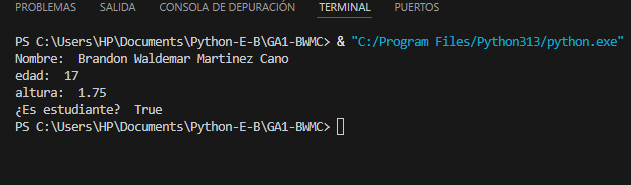 PROBLEMAS SALIDA CONSOLA DE DEPURACIÓN TERMINAL PUERTOS
PS C:\Users\HP\Documents\Python-E-B\GA1-BWMC> & "C:/Program Files/Python313/python.exe"
Nombre:  Brandon Waldemar Martinez Cano
edad:  17
altura:  1.75
¿Es estudiante?  True
PS C:\Users\HP\Documents\Python-E-B\GA1-BWMC>